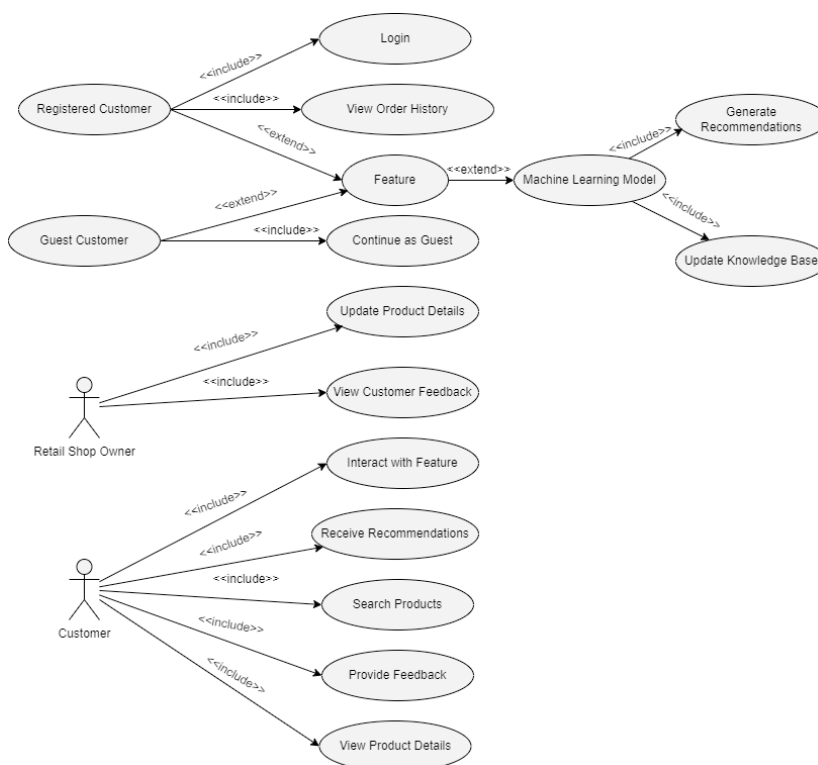 Login
<<include>>
Registered Customer
<<include>>
View Order History
<<extend>>
Generate
Recommendations
<<include>>
Feature
<<extend>>
Machine Learning Model
<<extend>>
<<include>>
Guest Customer
<<include>>
Continue as Guest
Update Knowledge Base
Update Product Details
<<include>>
<<include>>
View Customer Feedback
Retail Shop Owner
Interact with Feature
<<include>>
Receive Recommendations
<<include>>
<<include>>
Search Products
Customer
<<include>>
Provide Feedback
<<include>>
View Product Details